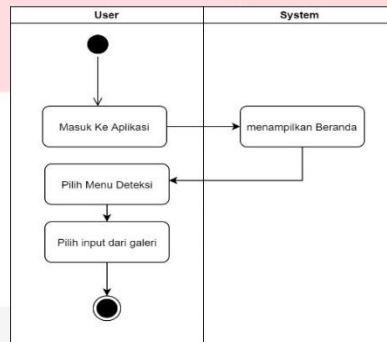 User
System
Masuk Ke Aplikasi
menampilkan Beranda
Pilih Menu Deteksi
Pilih input dari galeri